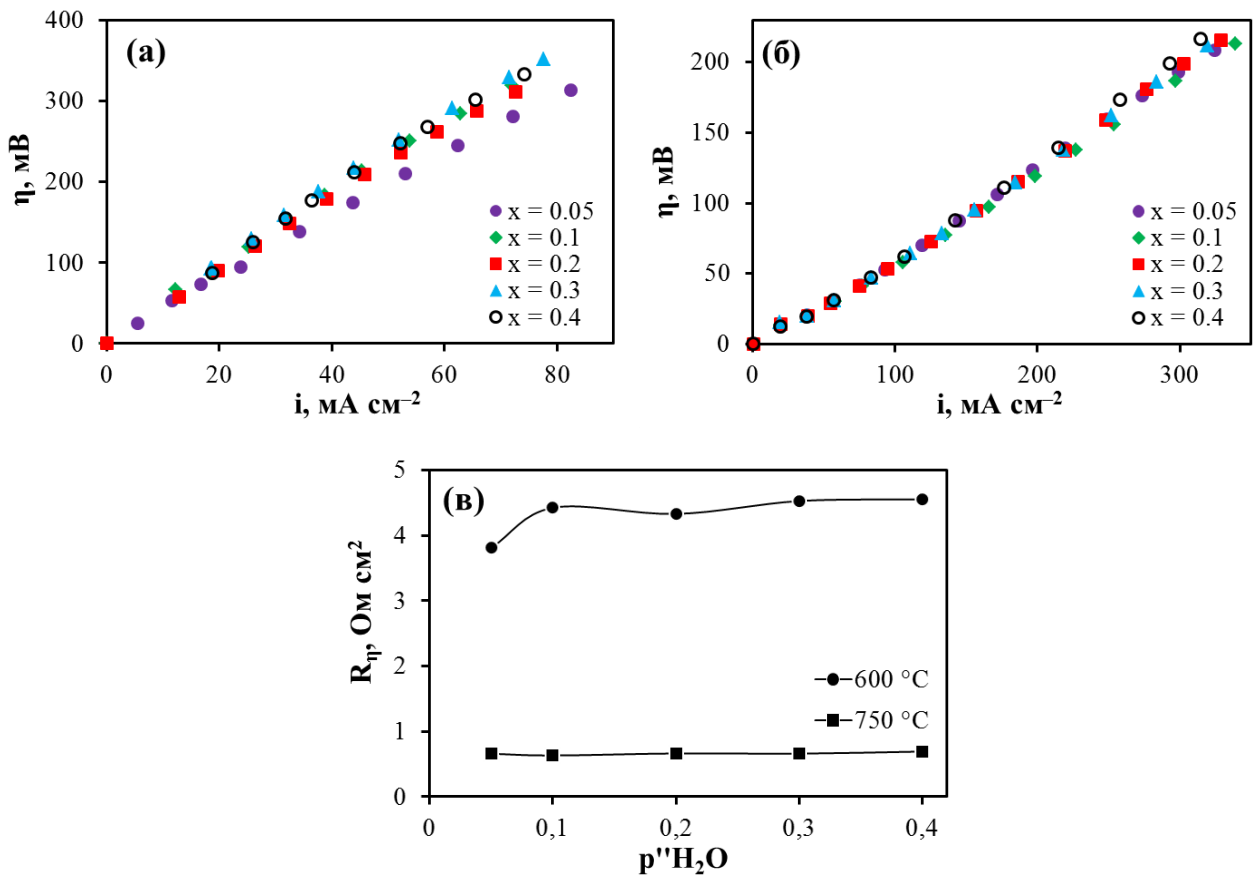 (а)
400
300
200
100
0
η, мВ
0 20 40 60 80
i, мА см⁻²
x = 0.05
x = 0.1
x = 0.2
x = 0.3
x = 0.4
(б)
200
150
100
50
0
η, мВ
0 100 200 300
i, мА см⁻²
x = 0.05
x = 0.1
x = 0.2
x = 0.3
x = 0.4
(в)
5
4
3
2
1
0
Rη, Ом см²
600 °C
750 °C
0 0,1 0,2 0,3 0,4
p"H₂O